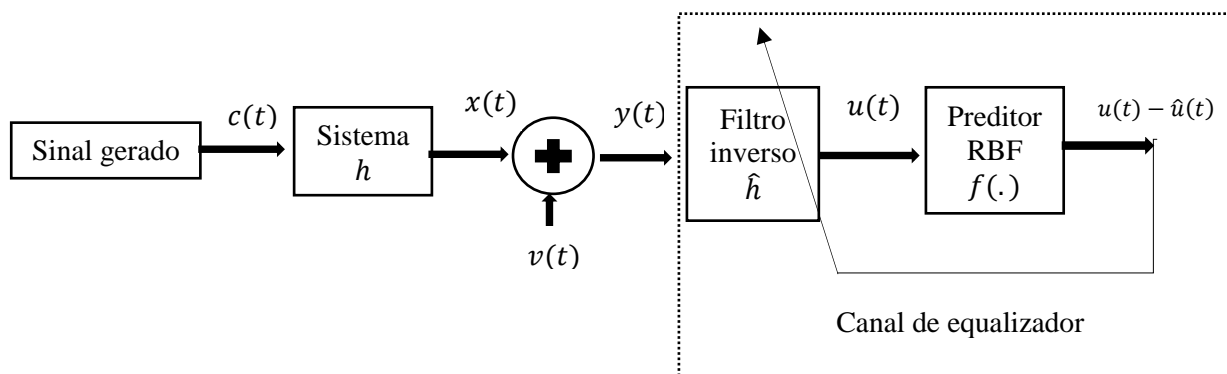 Sinal gerado
c(t)
Sistema
h
x(t)
v(t)
y(t)
Filtro
inverso
ĥ
u(t)
Preditor
RBF
f(.)
u(t) − û(t)
Canal de equalizador